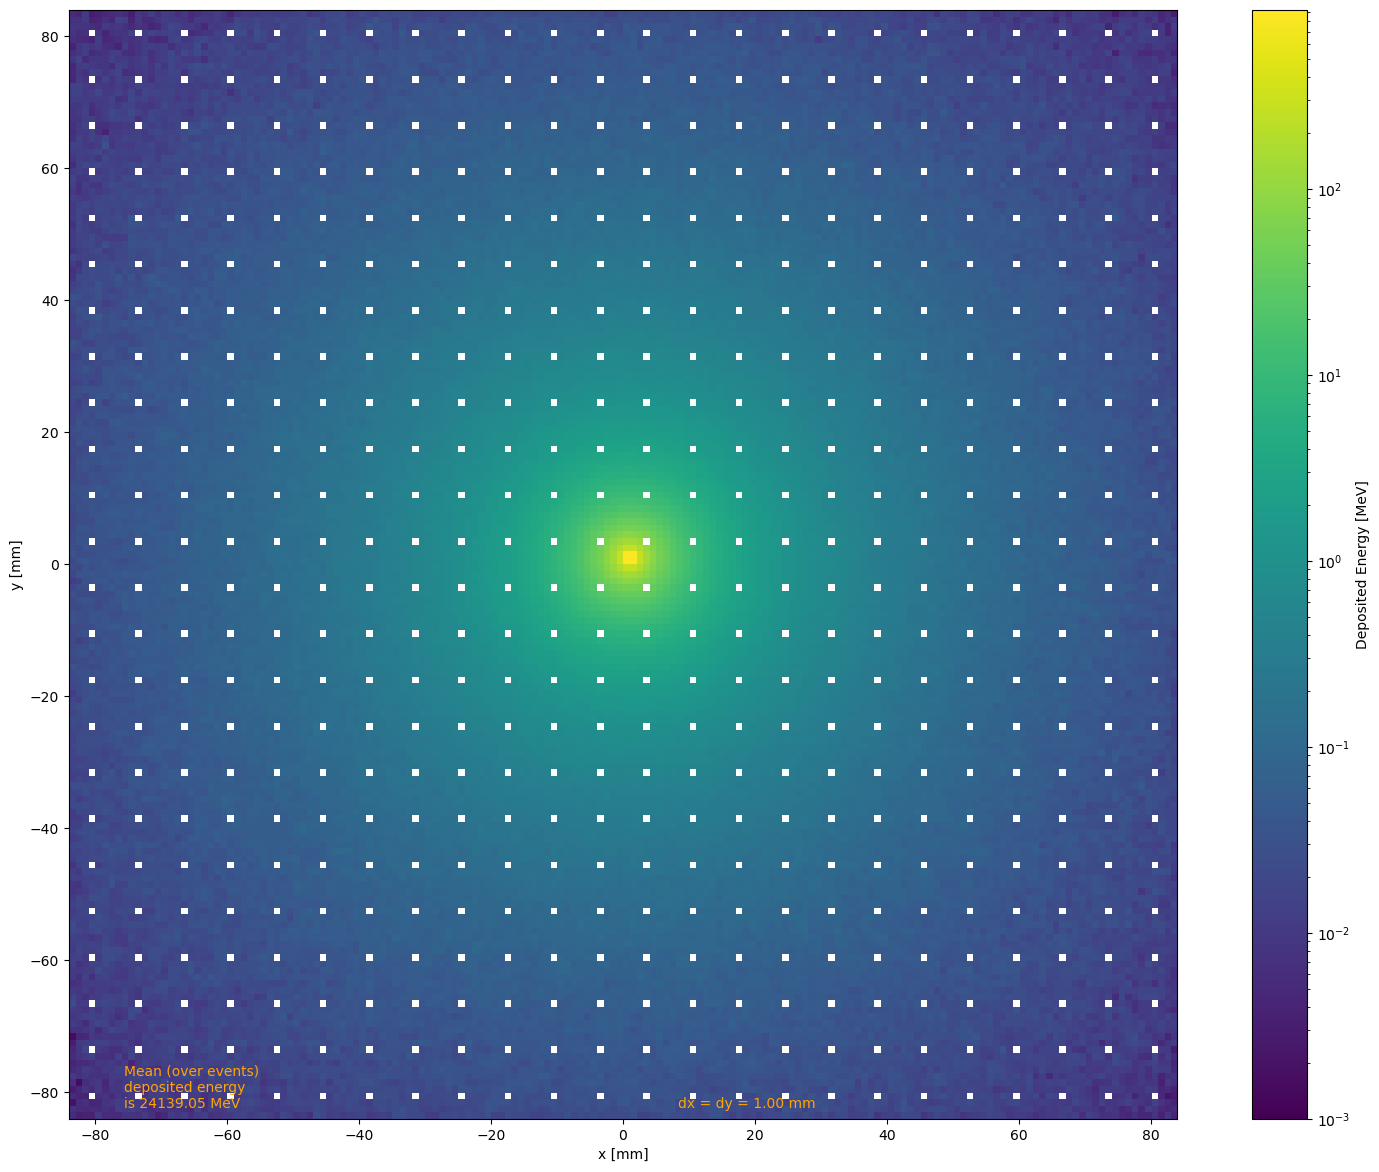 80
60
40
20
0
−20
−40
−60
−80
y [mm]
−80 −60 −40 −20 0 20 40 60 80
x [mm]
Mean (over events)
deposited energy
is 24139.05 MeV
dx = dy = 1.00 mm
10²
10¹
10⁰
10⁻¹
10⁻²
10⁻³
Deposited Energy [MeV]